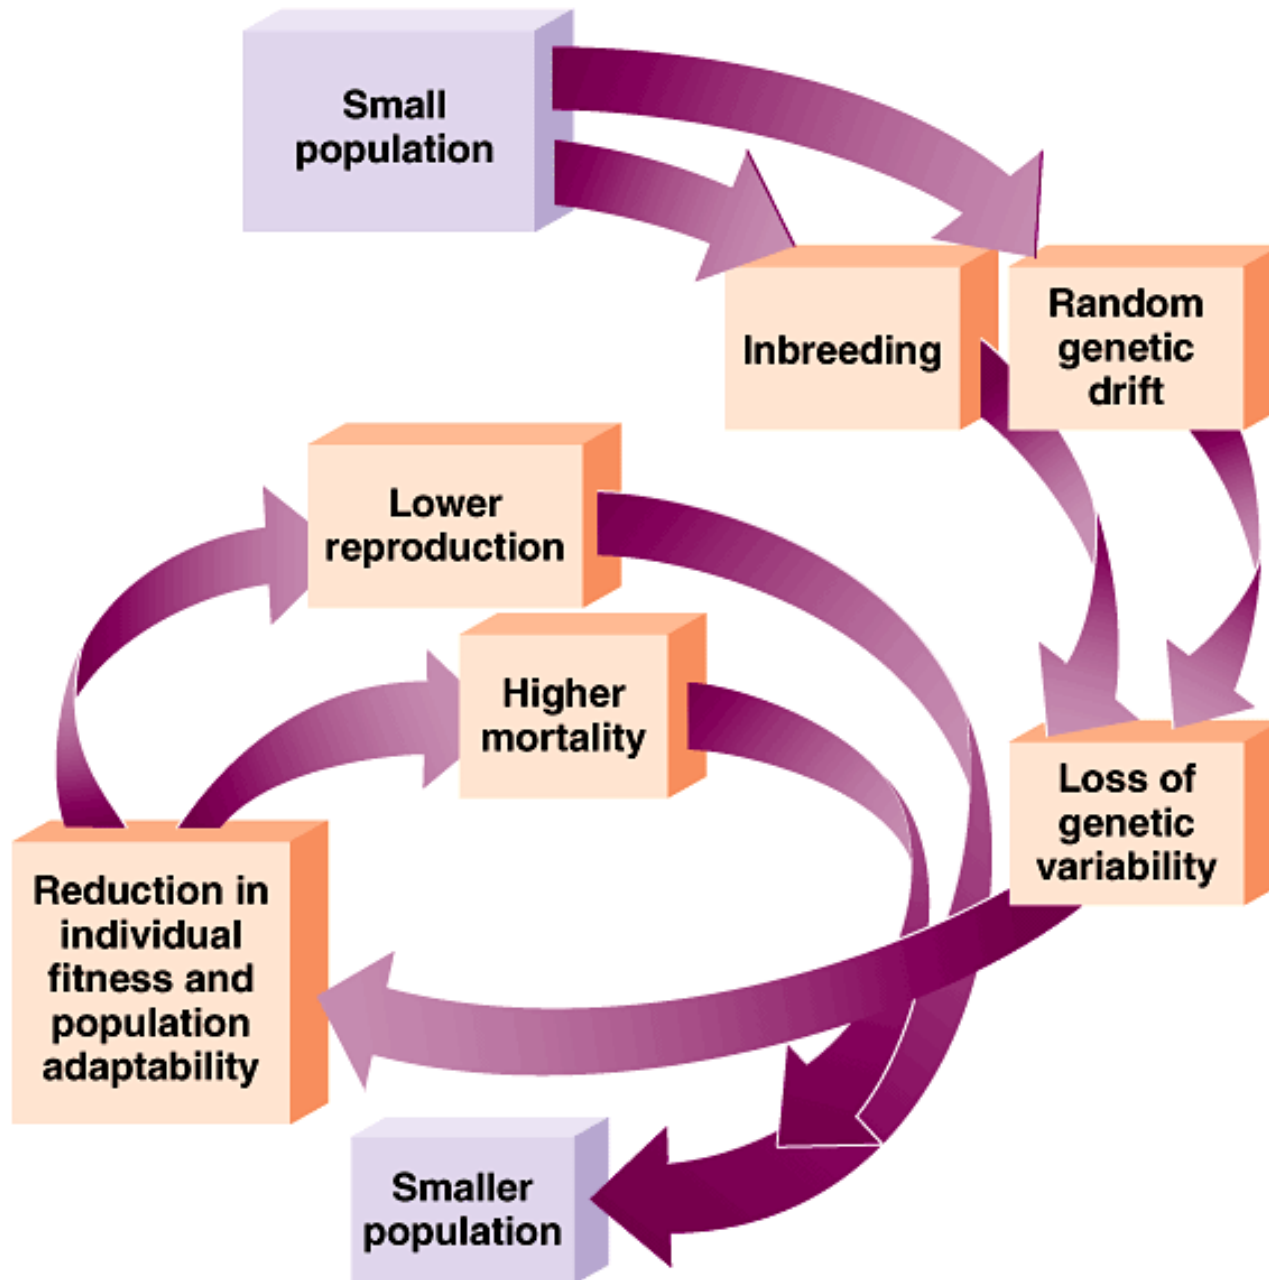 Small
population
Inbreeding
Random
genetic
drift
Lower
reproduction
Higher
mortality
Loss of
genetic
variability
Reduction in
individual
fitness and
population
adaptability
Smaller
population